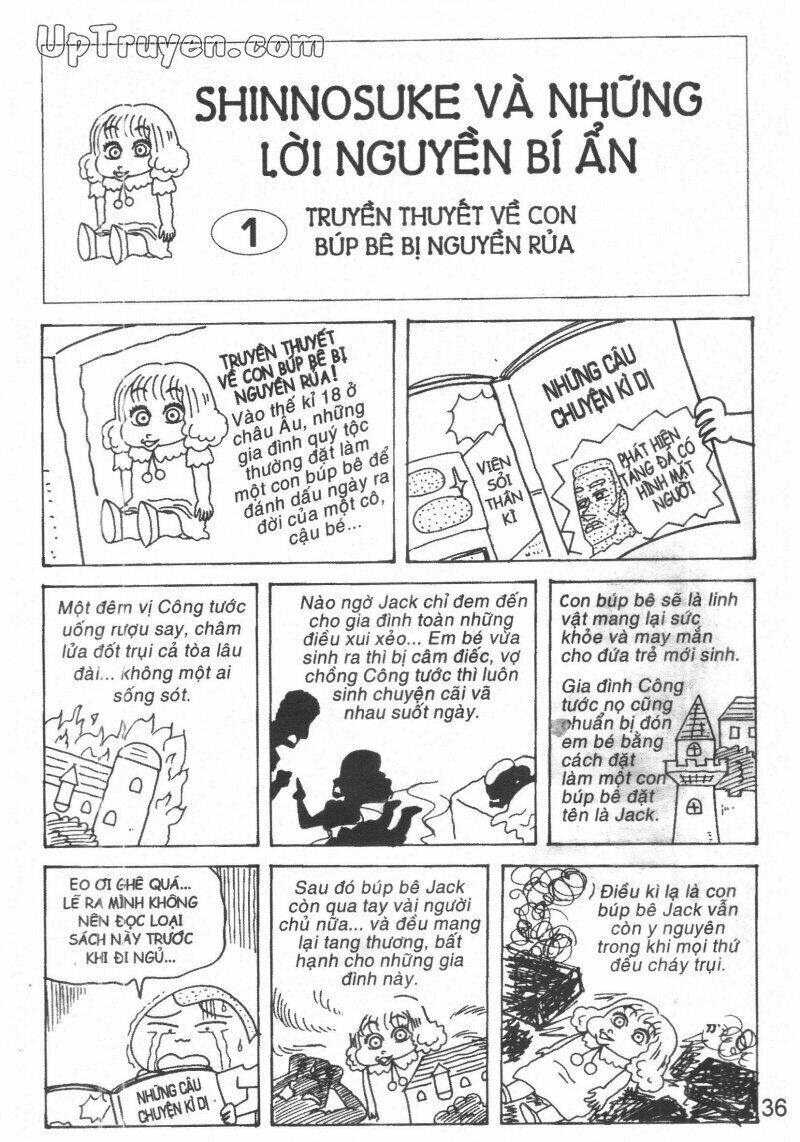 UpTruyen.com
SHINNOSUKE VÀ NHỮNG
LỜI NGUYỀN BÍ ẨN
1
TRUYỀN THUYẾT VỀ CON
BÚP BÊ BỊ NGUYỀN RỦA
NHỮNG CÂU
CHUYỆN KÌ DỊ
PHÁT HIỆN
TẢNG ĐÁ CÓ
HÌNH MẶT
NGƯỜI
VIÊN
SỎI
THẦN
KÌ
TRUYỀN THUYẾT
VỀ CON BÚP BÊ BỊ
NGUYỀN RỦA!
Vào thế kỉ 18 ở
châu Âu, những
gia đình quý tộc
thường đặt làm
một con búp bê để
đánh dấu ngày ra
đời của một cô,
cậu bé...
Con búp bê sẽ là linh
vật mang lại sức
khỏe và may mắn
cho đứa trẻ mới sinh.
Gia đình Công
tước nọ cũng
chuẩn bị đón
em bé bằng
cách đặt
làm một con
búp bê đặt
tên là Jack.
Nào ngờ Jack chỉ đem đến
cho gia đình toàn những
điều xui xẻo... Em bé vừa
sinh ra thì bị câm điếc, vợ
chồng Công tước thì luôn
sinh chuyện cãi vã
nhau suốt ngày.
Một đêm vị Công tước
uống rượu say, châm
lửa đốt trụi cả tòa lâu
đài... không một ai
sống sót.
Điều kì lạ là con
búp bê Jack vẫn
còn y nguyên
trong khi mọi thứ
đều cháy trụi.
Sau đó búp bê Jack
còn qua tay vài người
chủ nữa... và đều mang
lại tang thương, bất
hạnh cho những gia
đình này.
EO ƠI GHÊ QUÁ...
LẼ RA MÌNH KHÔNG
NÊN ĐỌC LOẠI
SÁCH NÀY TRƯỚC
KHI ĐI NGỦ...
NHỮNG CÂU
CHUYỆN KÌ DỊ
36